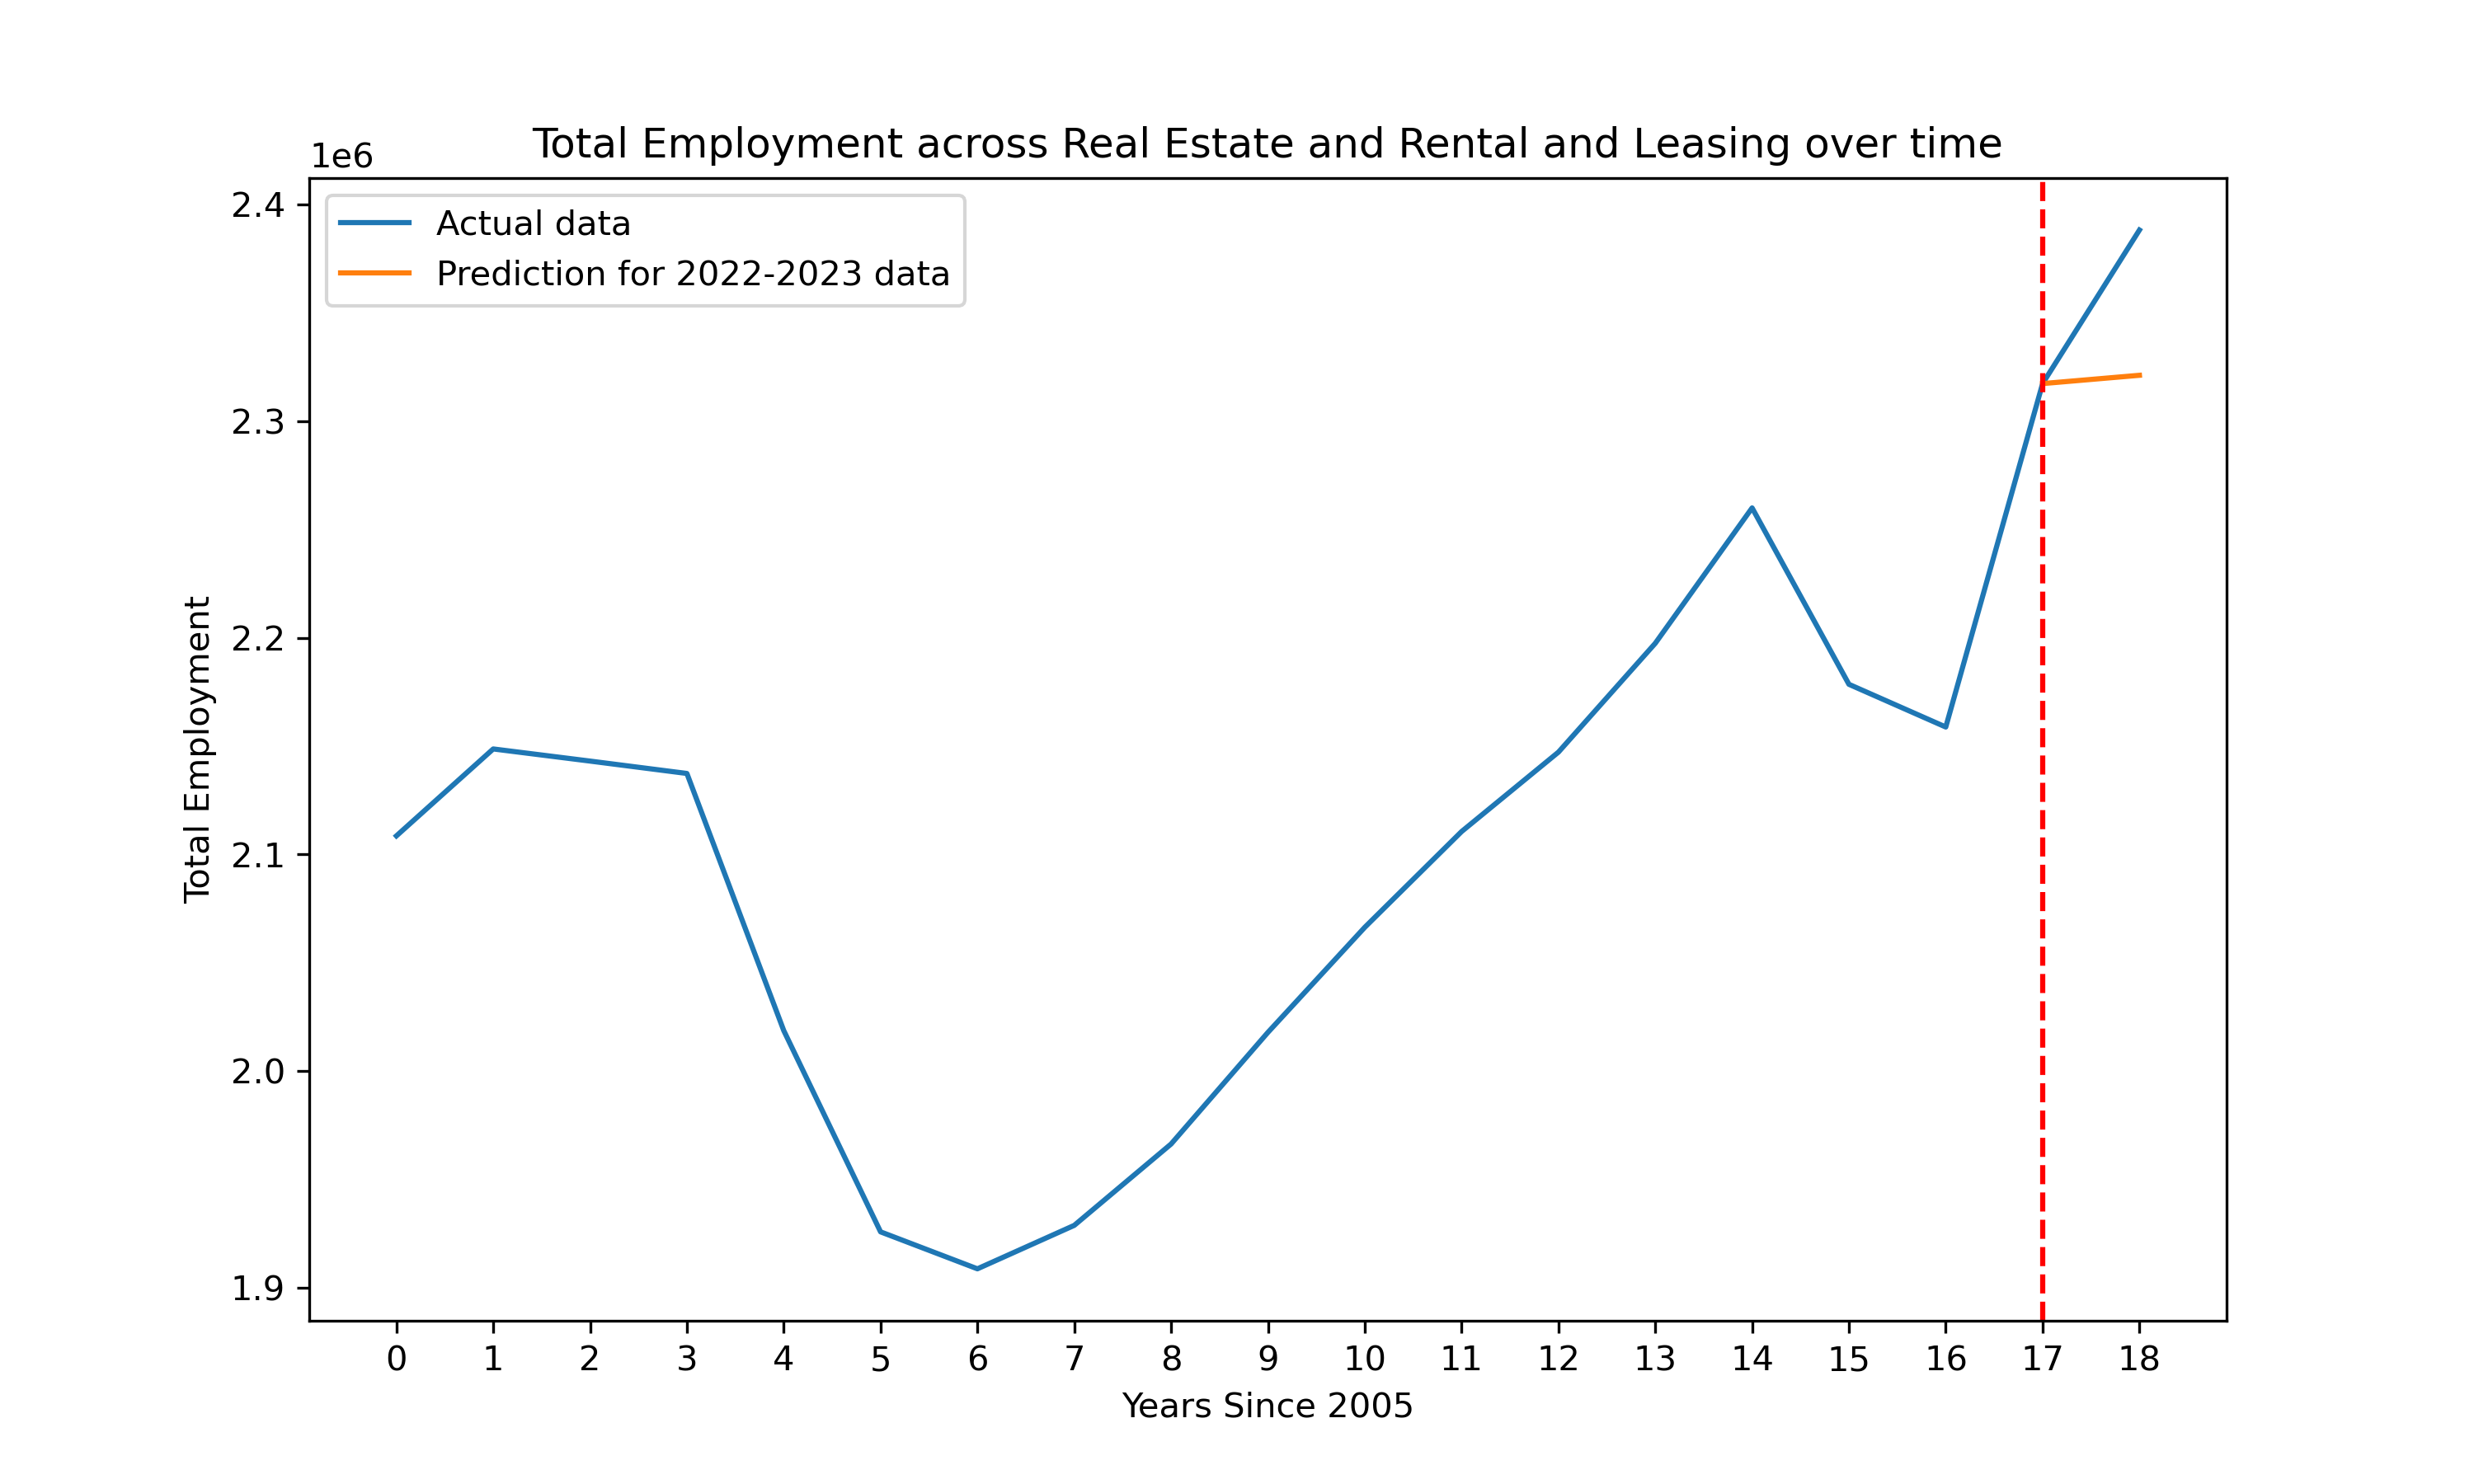 Total Employment across Real Estate and Rental and Leasing over time
1e6
2.4
2.3
2.2
2.1
2.0
1.9
Total Employment
Actual data
Prediction for 2022-2023 data
0 1 2 3 4 5 6 7 8 9 10 11 12 13 14 15 16 17 18
Years Since 2005